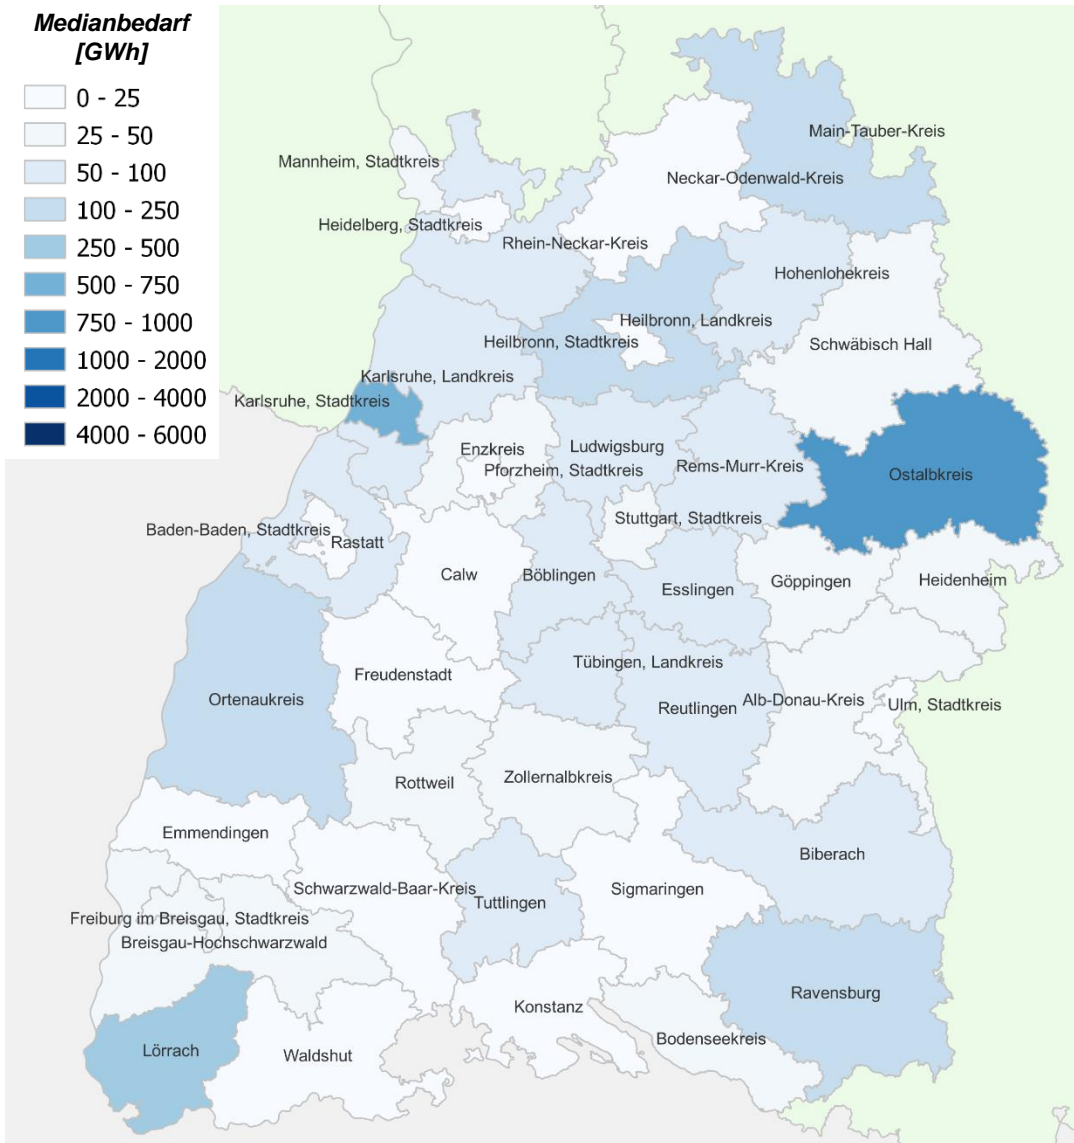 Medianbedarf
[GWh]
0 - 25
25 - 50
50 - 100
100 - 250
250 - 500
500 - 750
750 - 1000
1000 - 2000
2000 - 4000
4000 - 6000
Main-Tauber-Kreis
Mannheim, Stadtkreis
Neckar-Odenwald-Kreis
Heidelberg, Stadtkreis
Rhein-Neckar-Kreis
Hohenlohekreis
Heilbronn, Landkreis
Heilbronn, Stadtkreis
Schwäbisch Hall
Karlsruhe, Landkreis
Karlsruhe, Stadtkreis
Enzkreis
Ludwigsburg
Pforzheim, Stadtkreis
Rems-Murr-Kreis
Ostalbkreis
Stuttgart, Stadtkreis
Baden-Baden, Stadtkreis
Rastatt
Calw
Böblingen
Esslingen
Göppingen
Heidenheim
Tübingen, Landkreis
Freudenstadt
Ortenaukreis
Reutlingen
Alb-Donau-Kreis
Ulm, Stadtkreis
Rottweil
Zollernalbkreis
Emmendingen
Biberach
Schwarzwald-Baar-Kreis
Sigmaringen
Tuttlingen
Freiburg im Breisgau, Stadtkreis
Breisgau-Hochschwarzwald
Ravensburg
Konstanz
Bodenseekreis
Lörrach
Waldshut